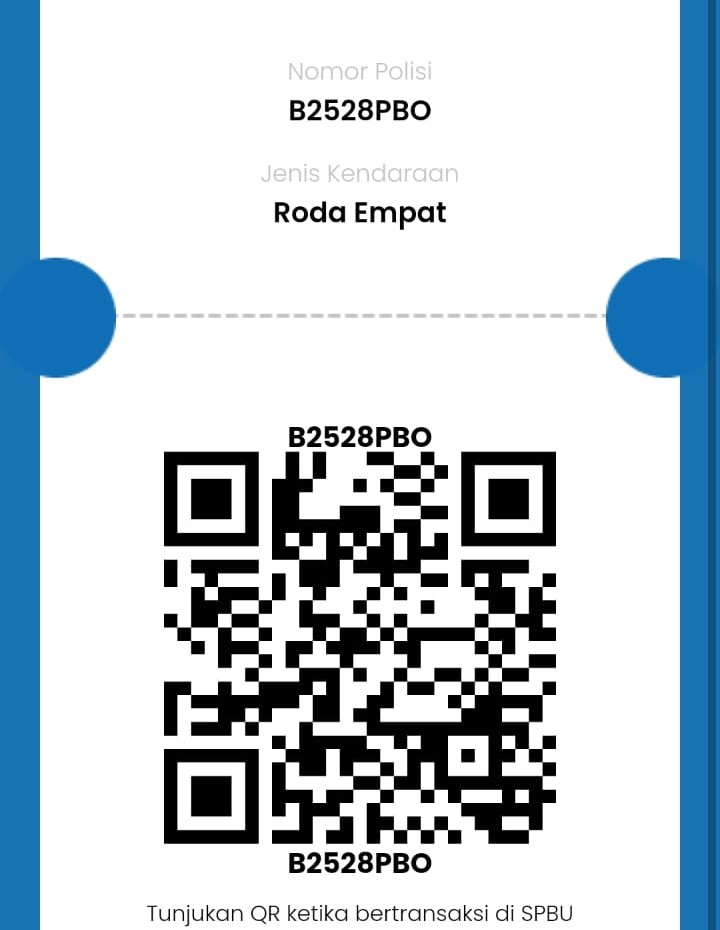 Nomor Polisi
B2528PBO
Jenis Kendaraan
Roda Empat
B2528PBO
B2528PBO
Tunjukan QR ketika bertransaksi di SPBU